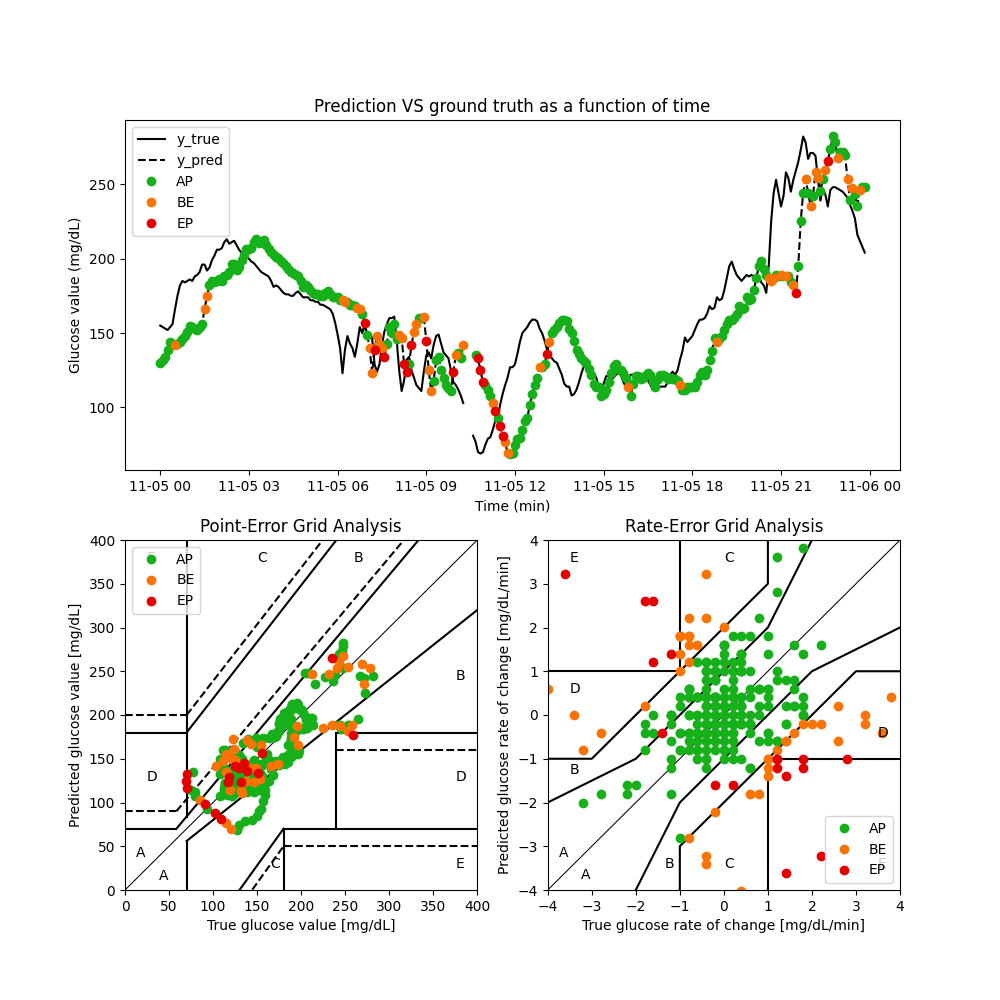 Prediction VS ground truth as a function of time
Glucose value (mg/dL)
250
200
150
100
y_true
y_pred
AP
BE
EP
11-05 00 11-05 03 11-05 06 11-05 09 11-05 12 11-05 15 11-05 18 11-05 21 11-06 00
Time (min)
Point-Error Grid Analysis
Predicted glucose value [mg/dL]
400
350
300
250
200
150
100
50
0
AP
BE
EP
C
B
B
D
D
A
A
C
E
0 50 100 150 200 250 300 350 400
True glucose value [mg/dL]
Rate-Error Grid Analysis
Predicted glucose rate of change [mg/dL/min]
4
3
2
1
0
−1
−2
−3
−4
E
C
D
D
B
A
A
B
C
AP
BE
EP
−4 −3 −2 −1 0 1 2 3 4
True glucose rate of change [mg/dL/min]